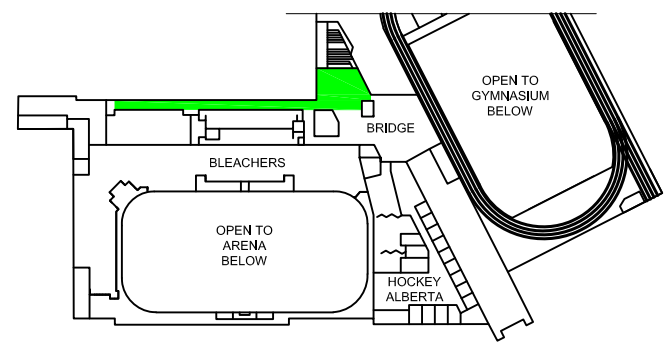 OPEN TO
GYMNASIUM
BELOW
BRIDGE
BLEACHERS
OPEN TO
ARENA
BELOW
HOCKEY
ALBERTA